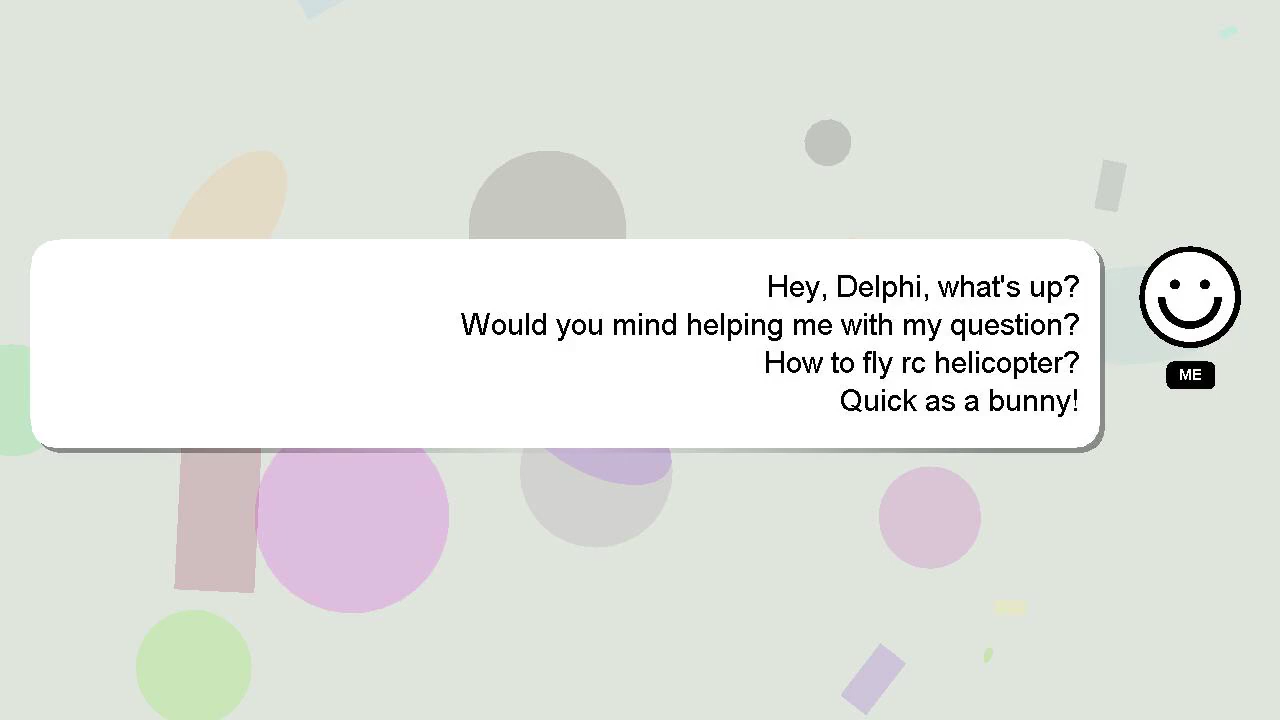 Hey, Delphi, what's up?
Would you mind helping me with my question?
How to fly rc helicopter?
Quick as a bunny!
ME